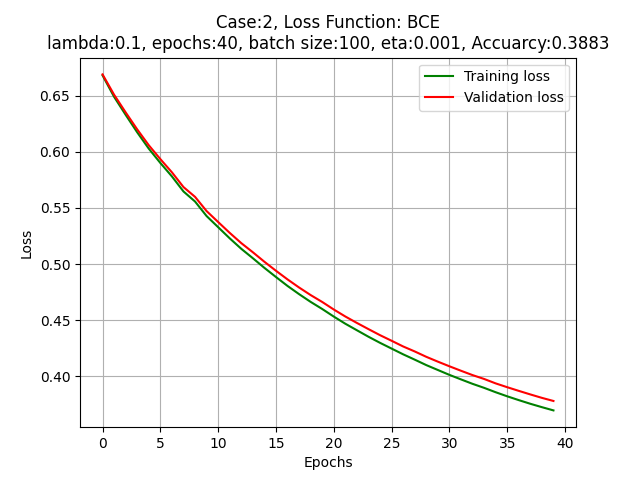 Case:2, Loss Function: BCE
lambda:0.1, epochs:40, batch size:100, eta:0.001, Accuarcy:0.3883
Training loss
Validation loss
0.65
0.60
0.55
0.50
0.45
0.40
Loss
0 5 10 15 20 25 30 35 40
Epochs